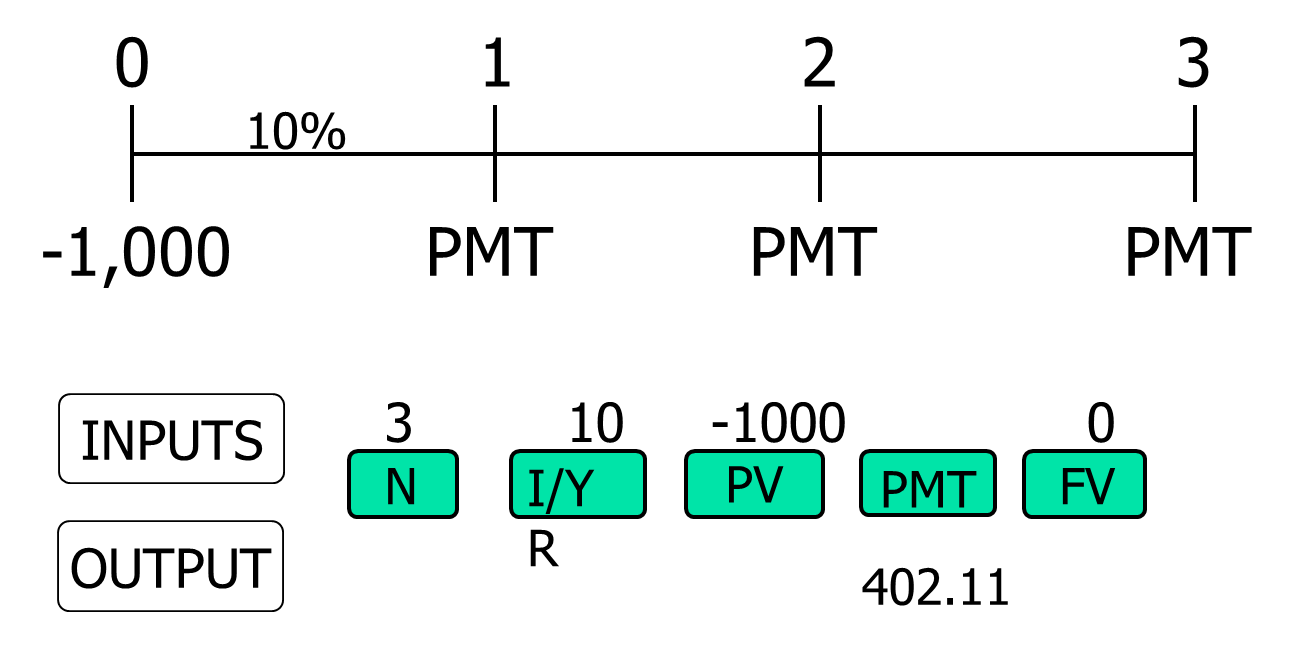 0 1 2 3
10%
-1,000 PMT PMT PMT
INPUTS 3 10 -1000 0
N I/Y PV PMT FV
R
OUTPUT 402.11